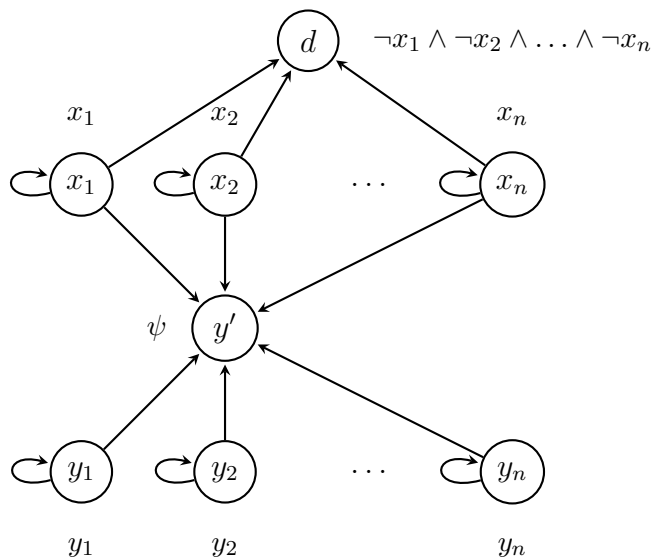 d ¬x₁ ∧ ¬x₂ ∧ … ∧ ¬xₙ
x₁ x₂ xₙ
x₁ x₂ … xₙ
ψ y′
y₁ y₂ … yₙ
y₁ y₂ yₙ